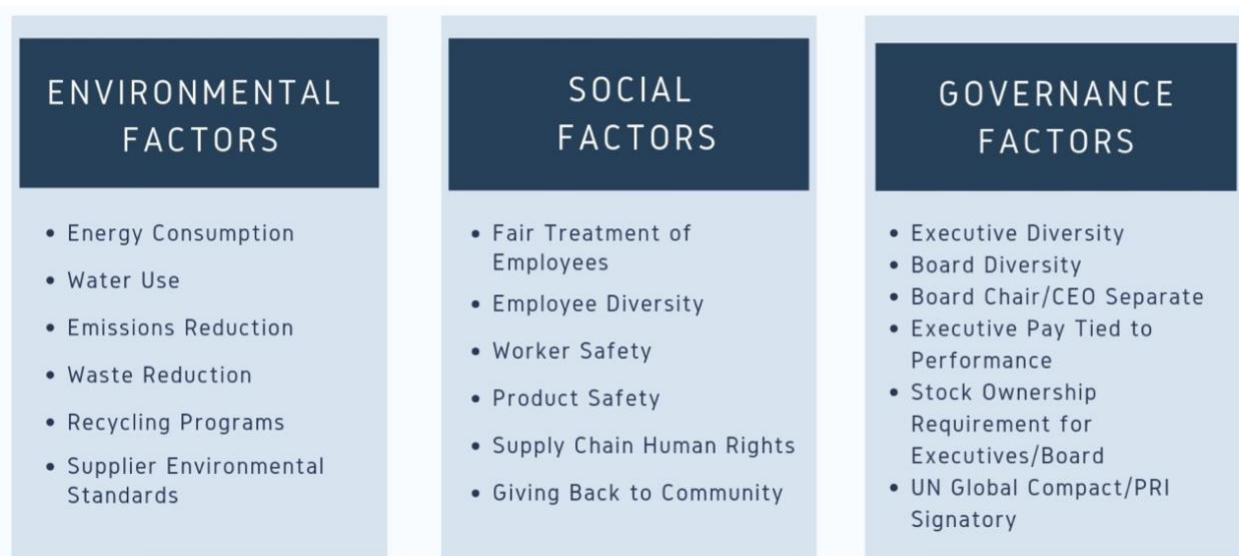 ENVIRONMENTAL
FACTORS
• Energy Consumption
• Water Use
• Emissions Reduction
• Waste Reduction
• Recycling Programs
• Supplier Environmental
Standards
SOCIAL
FACTORS
• Fair Treatment of
Employees
• Employee Diversity
• Worker Safety
• Product Safety
• Supply Chain Human Rights
• Giving Back to Community
GOVERNANCE
FACTORS
• Executive Diversity
• Board Diversity
• Board Chair/CEO Separate
• Executive Pay Tied to
Performance
• Stock Ownership
Requirement for
Executives/Board
• UN Global Compact/PRI
Signatory